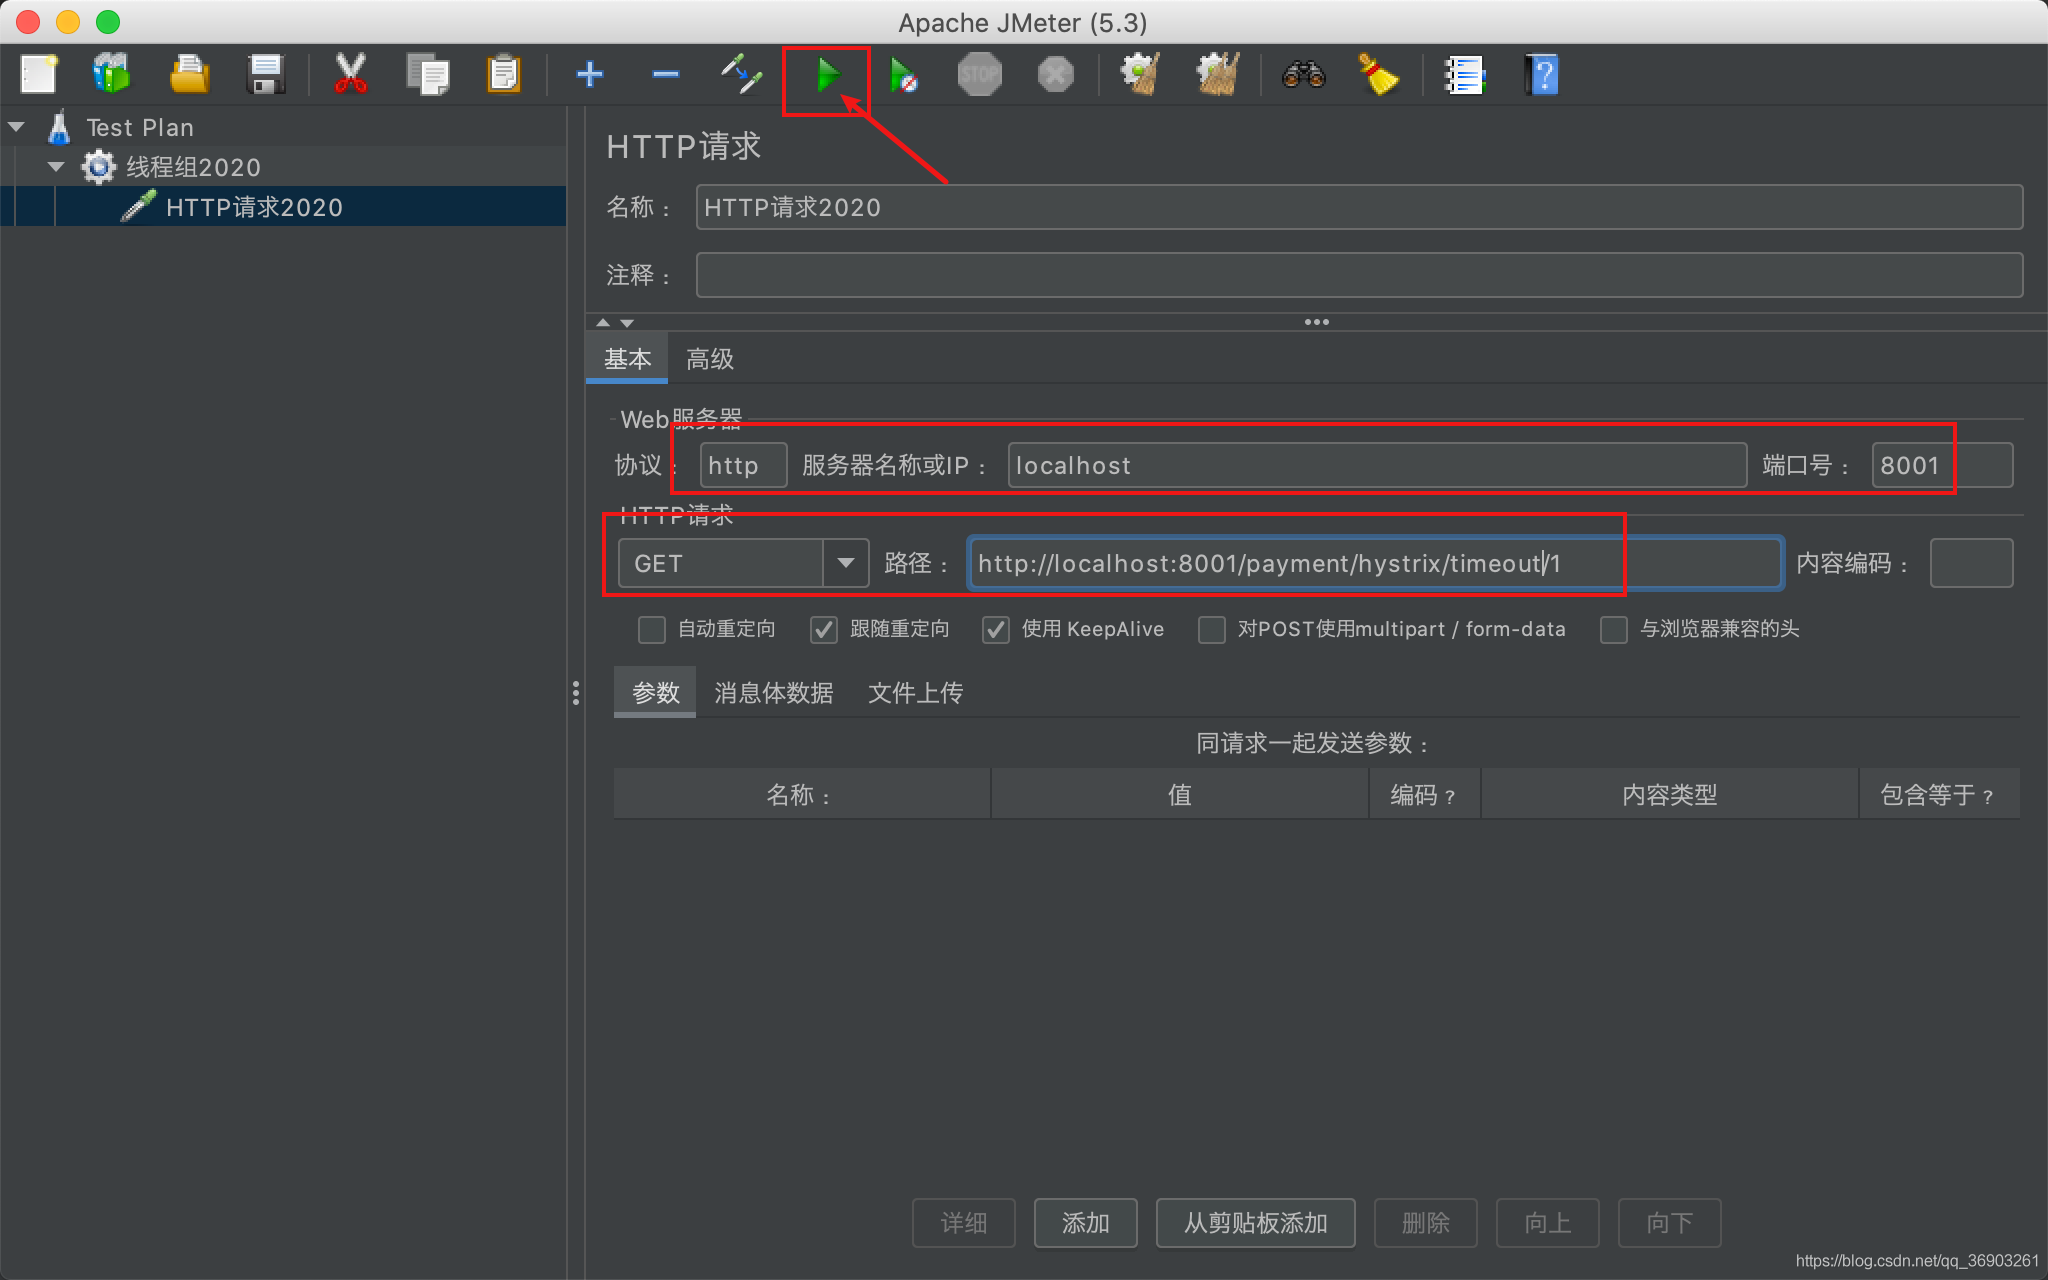 Apache JMeter (5.3)
STOP
?
Test Plan
线程组2020
HTTP请求2020
HTTP请求
名称：
HTTP请求2020
注释：
基本
高级
Web服务器
协议：
http
服务器名称或IP：
localhost
端口号：
8001
HTTP请求
GET
路径：
http://localhost:8001/payment/hystrix/timeout/1
内容编码：
自动重定向
跟随重定向
使用 KeepAlive
对POST使用multipart / form-data
与浏览器兼容的头
参数
消息体数据
文件上传
同请求一起发送参数：
名称：
值
编码？
内容类型
包含等于？
详细
添加
从剪贴板添加
删除
向上
向下
https://blog.csdn.net/qq_36903261